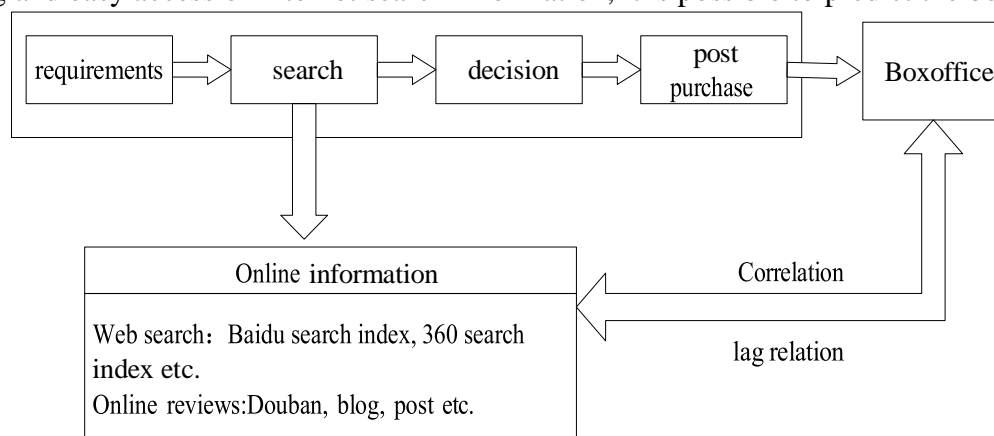 requirements
search
decision
post
purchase
Boxoffice
Online information
Correlation
Web search：Baidu search index, 360 search
lag relation
index etc.
Online reviews:Douban, blog, post etc.